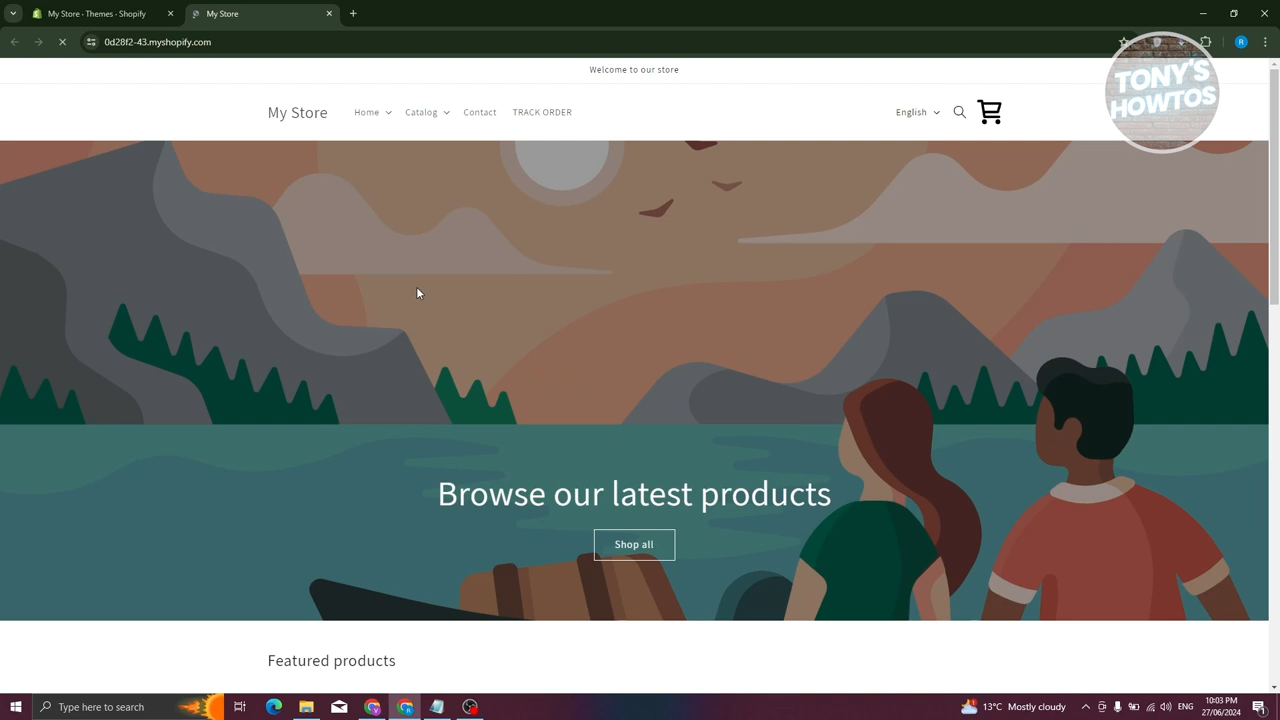 My Store - Themes - Shopify
My Store
0d28f2-43.myshopify.com
R
TONY'S
HOWTOS
Welcome to our store
My Store
Home
Catalog
Contact
TRACK ORDER
English
Browse our latest products
Shop all
Featured products
Type here to search
13°C Mostly cloudy
ENG
10:03 PM
27/06/2024